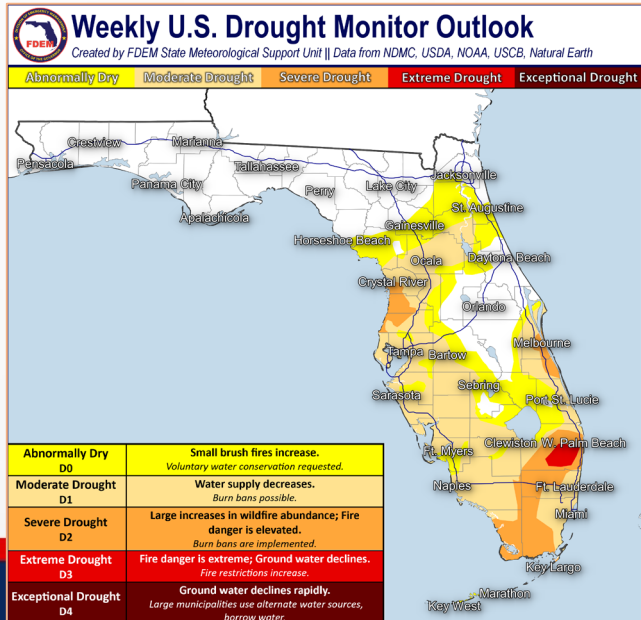 Weekly U.S. Drought Monitor Outlook
Created by FDEM State Meteorological Support Unit || Data from NDMC, USDA, NOAA, USCB, Natural Earth
FDEM
Abnormally Dry Moderate Drought Severe Drought Extreme Drought Exceptional Drought
Crestview
Marianna
Pensacola
Tallahassee
Jacksonville
Panama City
Perry
Lake City
Apalachicola
St. Augustine
Gainesville
Horseshoe Beach
Ocala
Daytona Beach
Crystal River
Orlando
Melbourne
Tampa
Bartow
Sebring
Sarasota
Port St. Lucie
Clewiston
W. Palm Beach
Ft. Myers
Naples
Ft. Lauderdale
Miami
Key Largo
Marathon
Key West
Abnormally Dry
D0
Small brush fires increase.
Voluntary water conservation requested.
Moderate Drought
D1
Water supply decreases.
Burn bans possible.
Severe Drought
D2
Large increases in wildfire abundance; Fire
danger is elevated.
Burn bans are implemented.
Extreme Drought
D3
Fire danger is extreme; Ground water declines.
Fire restrictions increase.
Exceptional Drought
D4
Ground water declines rapidly.
Large municipalities use alternate water sources,
borrow water.